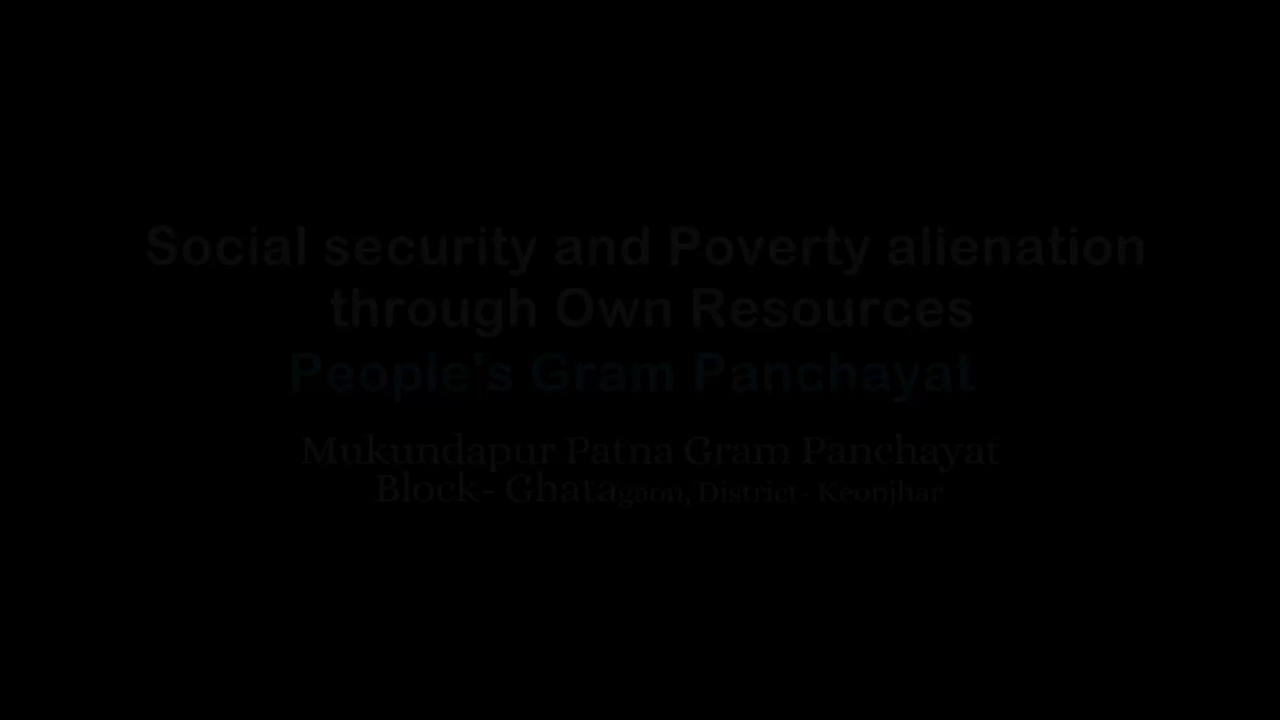 Social security and Poverty alienation
through Own Resources
People's Gram Panchayat
Mukundapur Patna Gram Panchayat
Block- Ghatagaon, District- Keonjhar